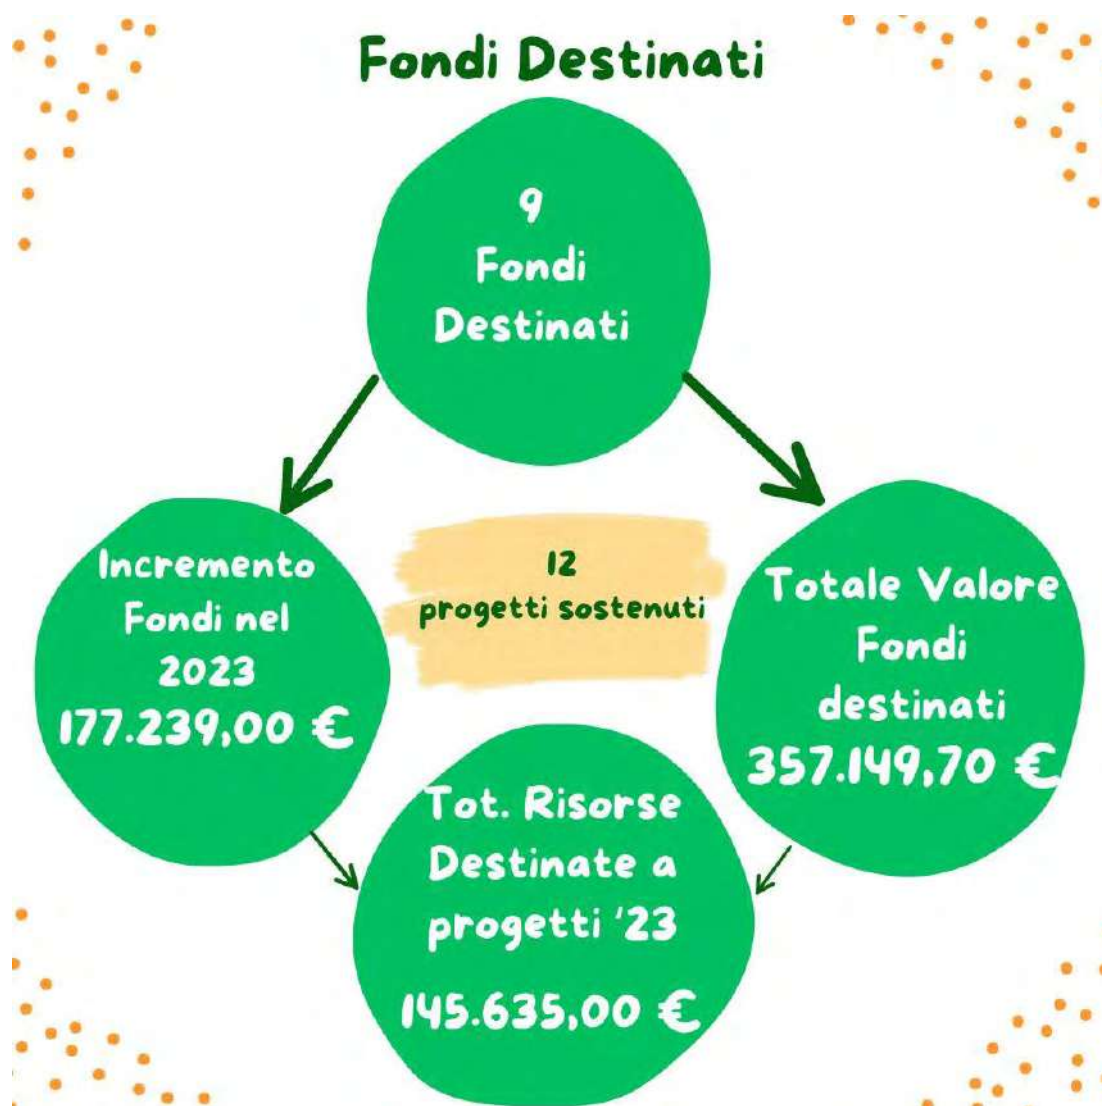 Fondi Destinati
9
Fondi
Destinati
Incremento
Fondi nel
2023
177.239,00 €
12
progetti sostenuti
Totale Valore
Fondi
destinati
357.149,70 €
Tot. Risorse
Destinate a
progetti '23
145.635,00 €